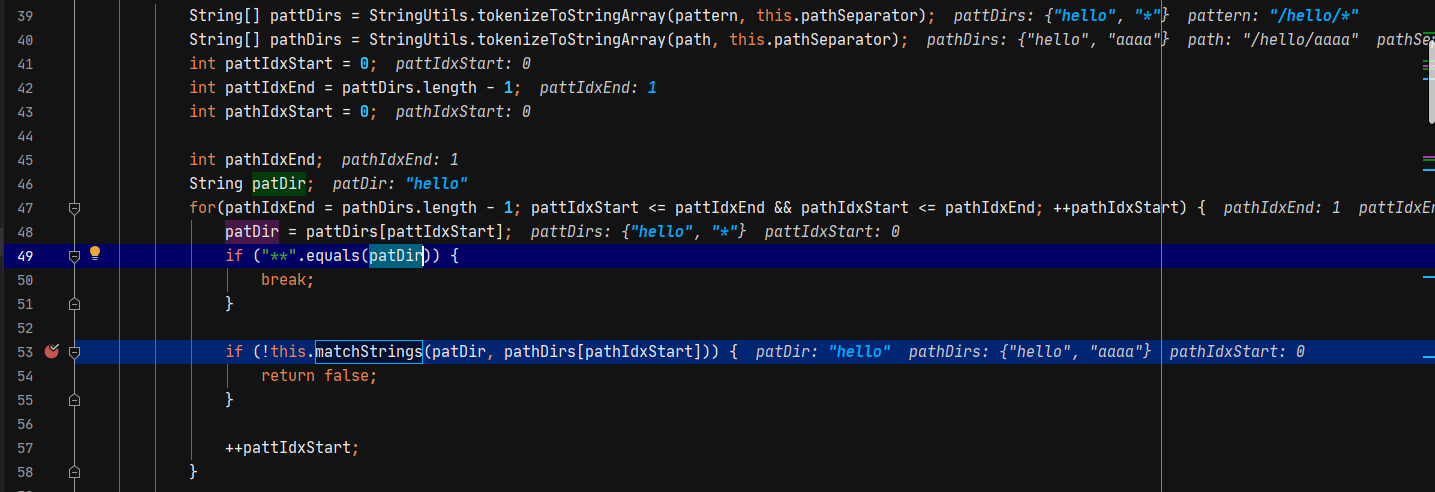 39 String[] pattDirs = StringUtils.tokenizeToStringArray(pattern, this.pathSeparator); pattDirs: {"hello", "*"} pattern: "/hello/*"
40 String[] pathDirs = StringUtils.tokenizeToStringArray(path, this.pathSeparator); pathDirs: {"hello", "aaaa"} path: "/hello/aaaa" pathSe
41 int pattIdxStart = 0; pattIdxStart: 0
42 int pattIdxEnd = pattDirs.length - 1; pattIdxEnd: 1
43 int pathIdxStart = 0; pathIdxStart: 0
44
45 int pathIdxEnd; pathIdxEnd: 1
46 String patDir; patDir: "hello"
47 for(pathIdxEnd = pathDirs.length - 1; pattIdxStart <= pattIdxEnd && pathIdxStart <= pathIdxEnd; ++pathIdxStart) { pathIdxEnd: 1 pattIdxEn
48 patDir = pattDirs[pattIdxStart]; pattDirs: {"hello", "*"} pattIdxStart: 0
49 if ("**".equals(patDir)) {
50 break;
51 }
52
53 if (!this.matchStrings(patDir, pathDirs[pathIdxStart])) { patDir: "hello" pathDirs: {"hello", "aaaa"} pathIdxStart: 0
54 return false;
55 }
56
57 ++pattIdxStart;
58 }